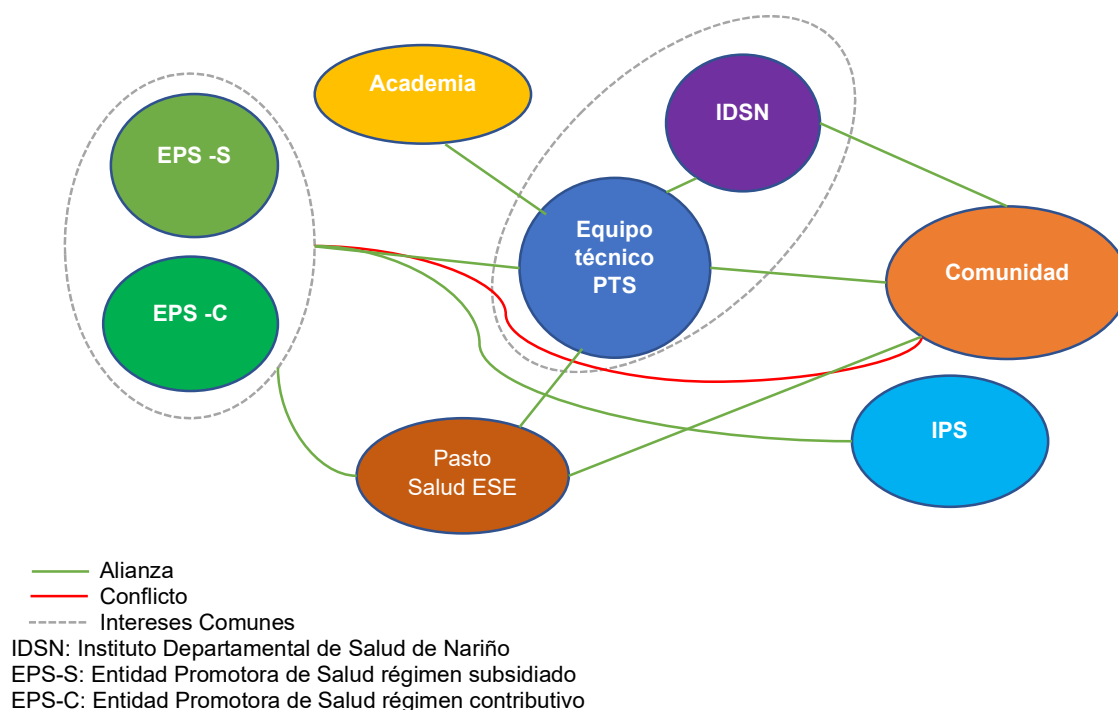 Academia
IDSN
EPS -S
Equipo
técnico
PTS
Comunidad
EPS -C
IPS
Pasto
Salud ESE
Alianza
Conflicto
Intereses Comunes
IDSN: Instituto Departamental de Salud de Nariño
EPS-S: Entidad Promotora de Salud régimen subsidiado
EPS-C: Entidad Promotora de Salud régimen contributivo